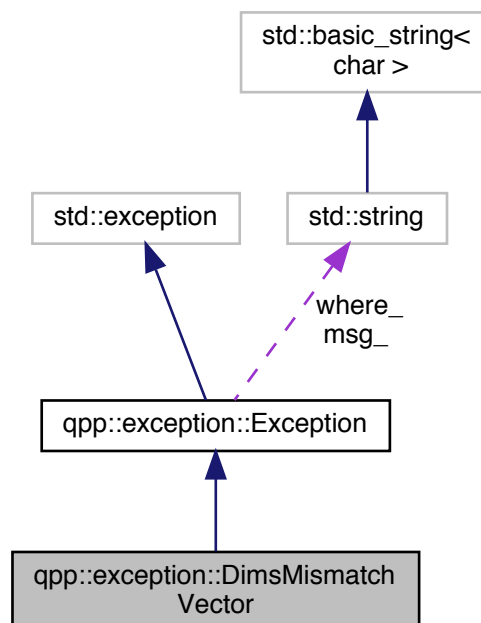 std::basic_string<
char >
std::exception
std::string
where_
msg_
qpp::exception::Exception
qpp::exception::DimsMismatch
Vector